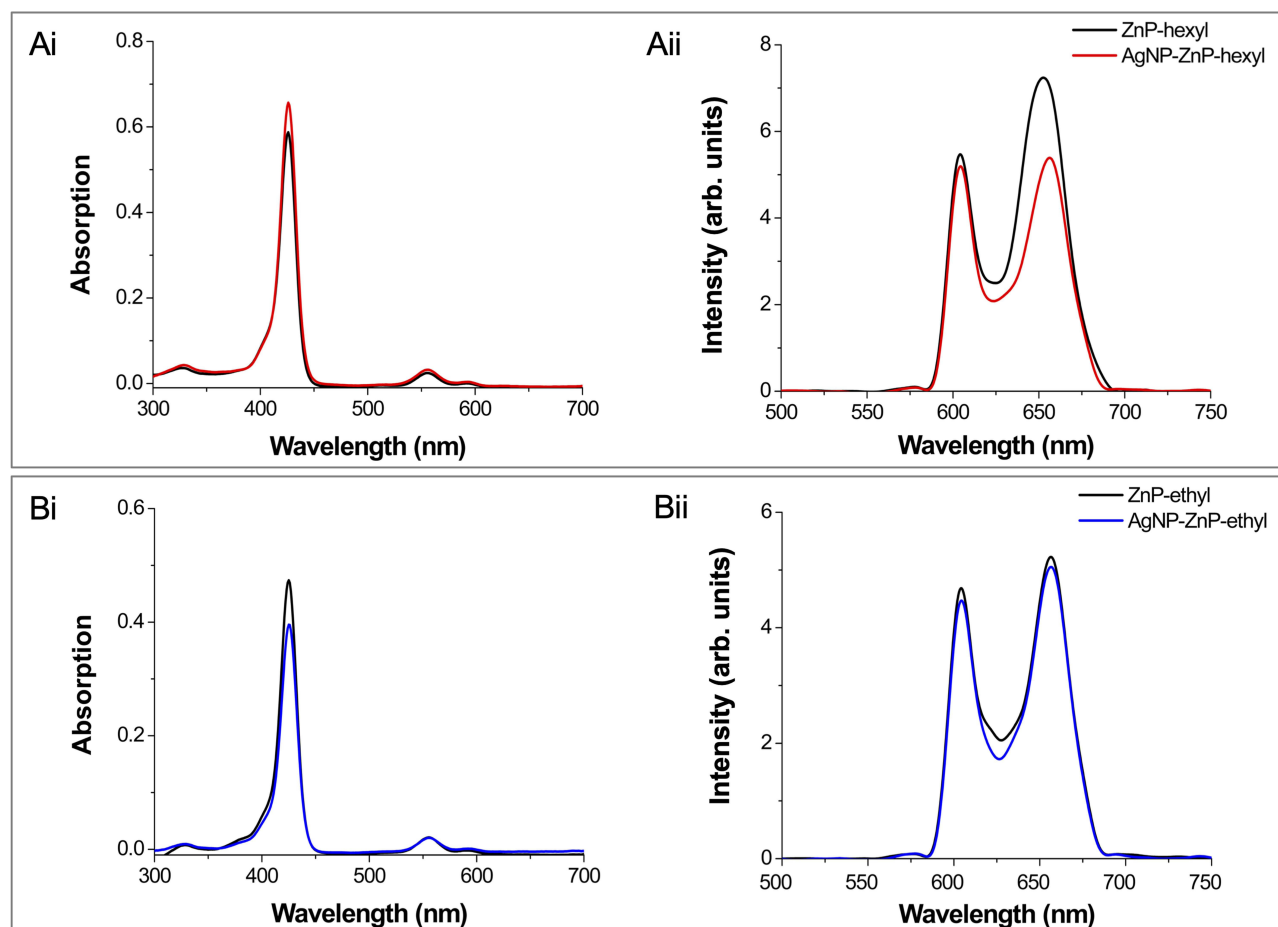 Ai
0.8
0.6
0.4
0.2
0.0
Absorption
300 400 500 600 700
Wavelength (nm)
Aii
ZnP-hexyl
AgNP-ZnP-hexyl
8
6
4
2
0
Intensity (arb. units)
500 550 600 650 700 750
Wavelength (nm)
Bi
0.6
0.4
0.2
0.0
Absorption
300 400 500 600 700
Wavelength (nm)
Bii
ZnP-ethyl
AgNP-ZnP-ethyl
6
4
2
0
Intensity (arb. units)
500 550 600 650 700 750
Wavelength (nm)